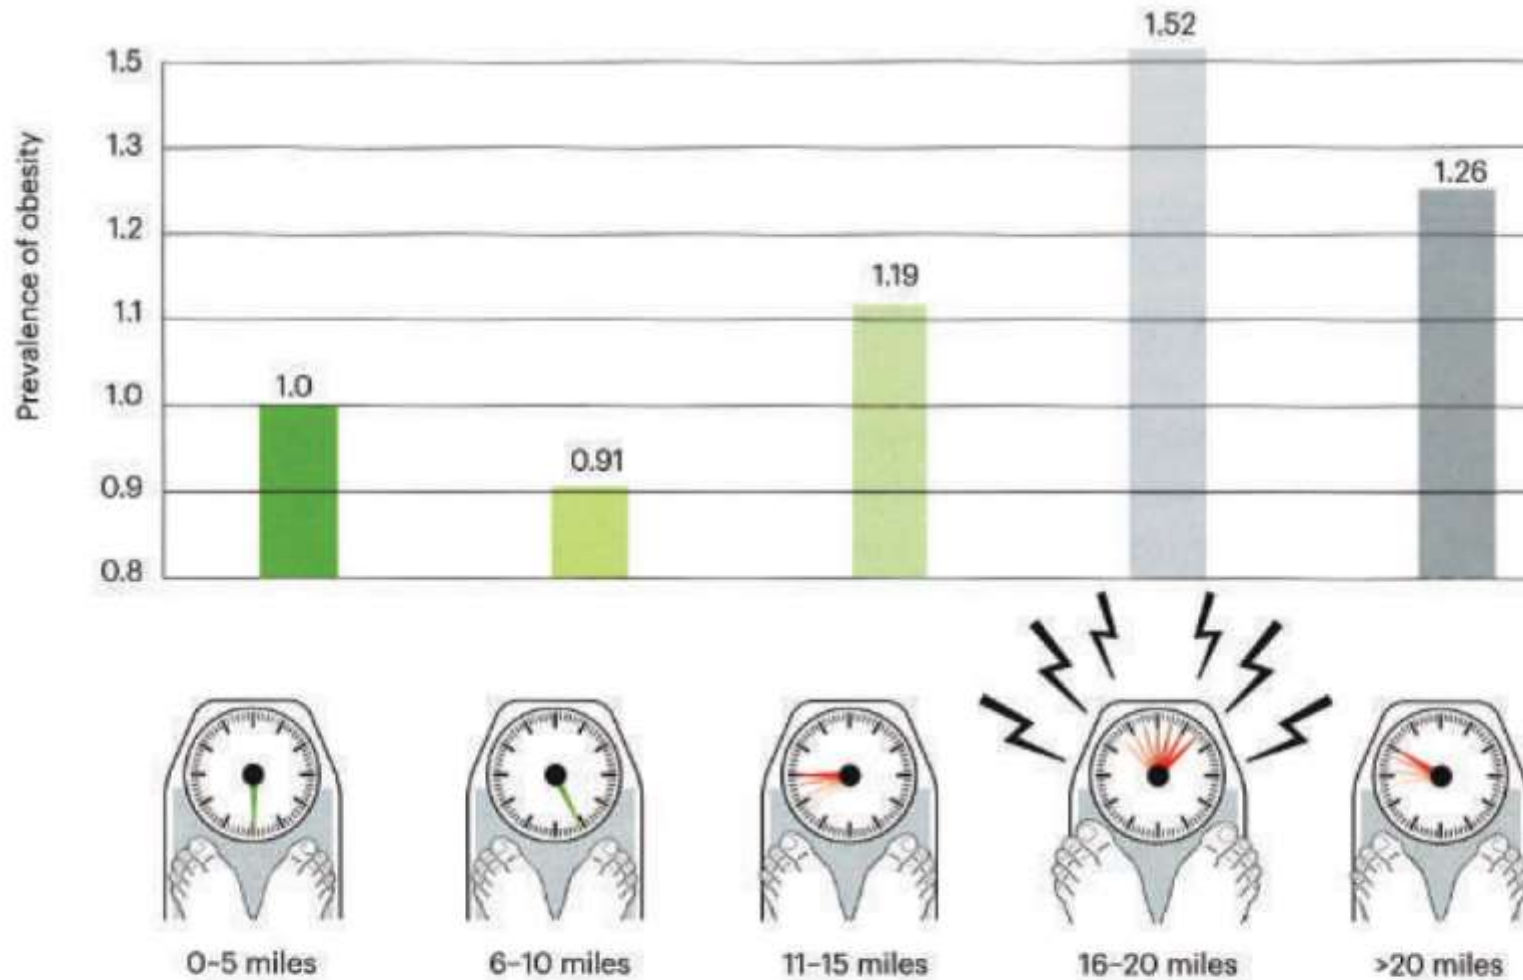 Prevalence of obesity
1.5
1.3
1.2
1.1
1.0
0.9
0.8
1.0
0.91
1.19
1.52
1.26
0-5 miles
6-10 miles
11-15 miles
16-20 miles
>20 miles